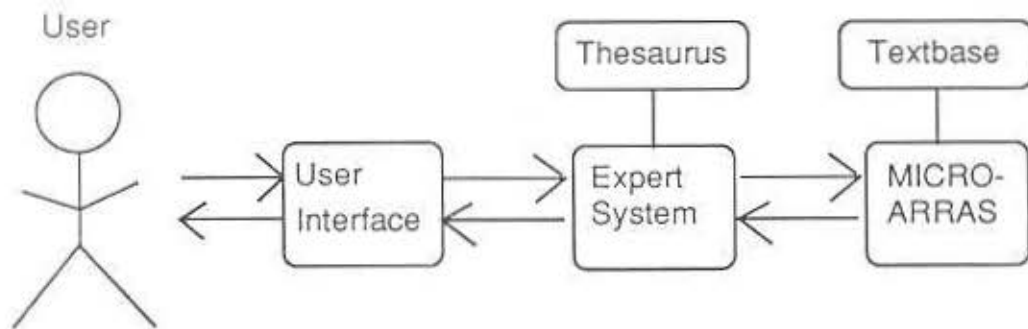 User
Thesaurus
Textbase
User
Interface
Expert
System
MICRO-
ARRAS